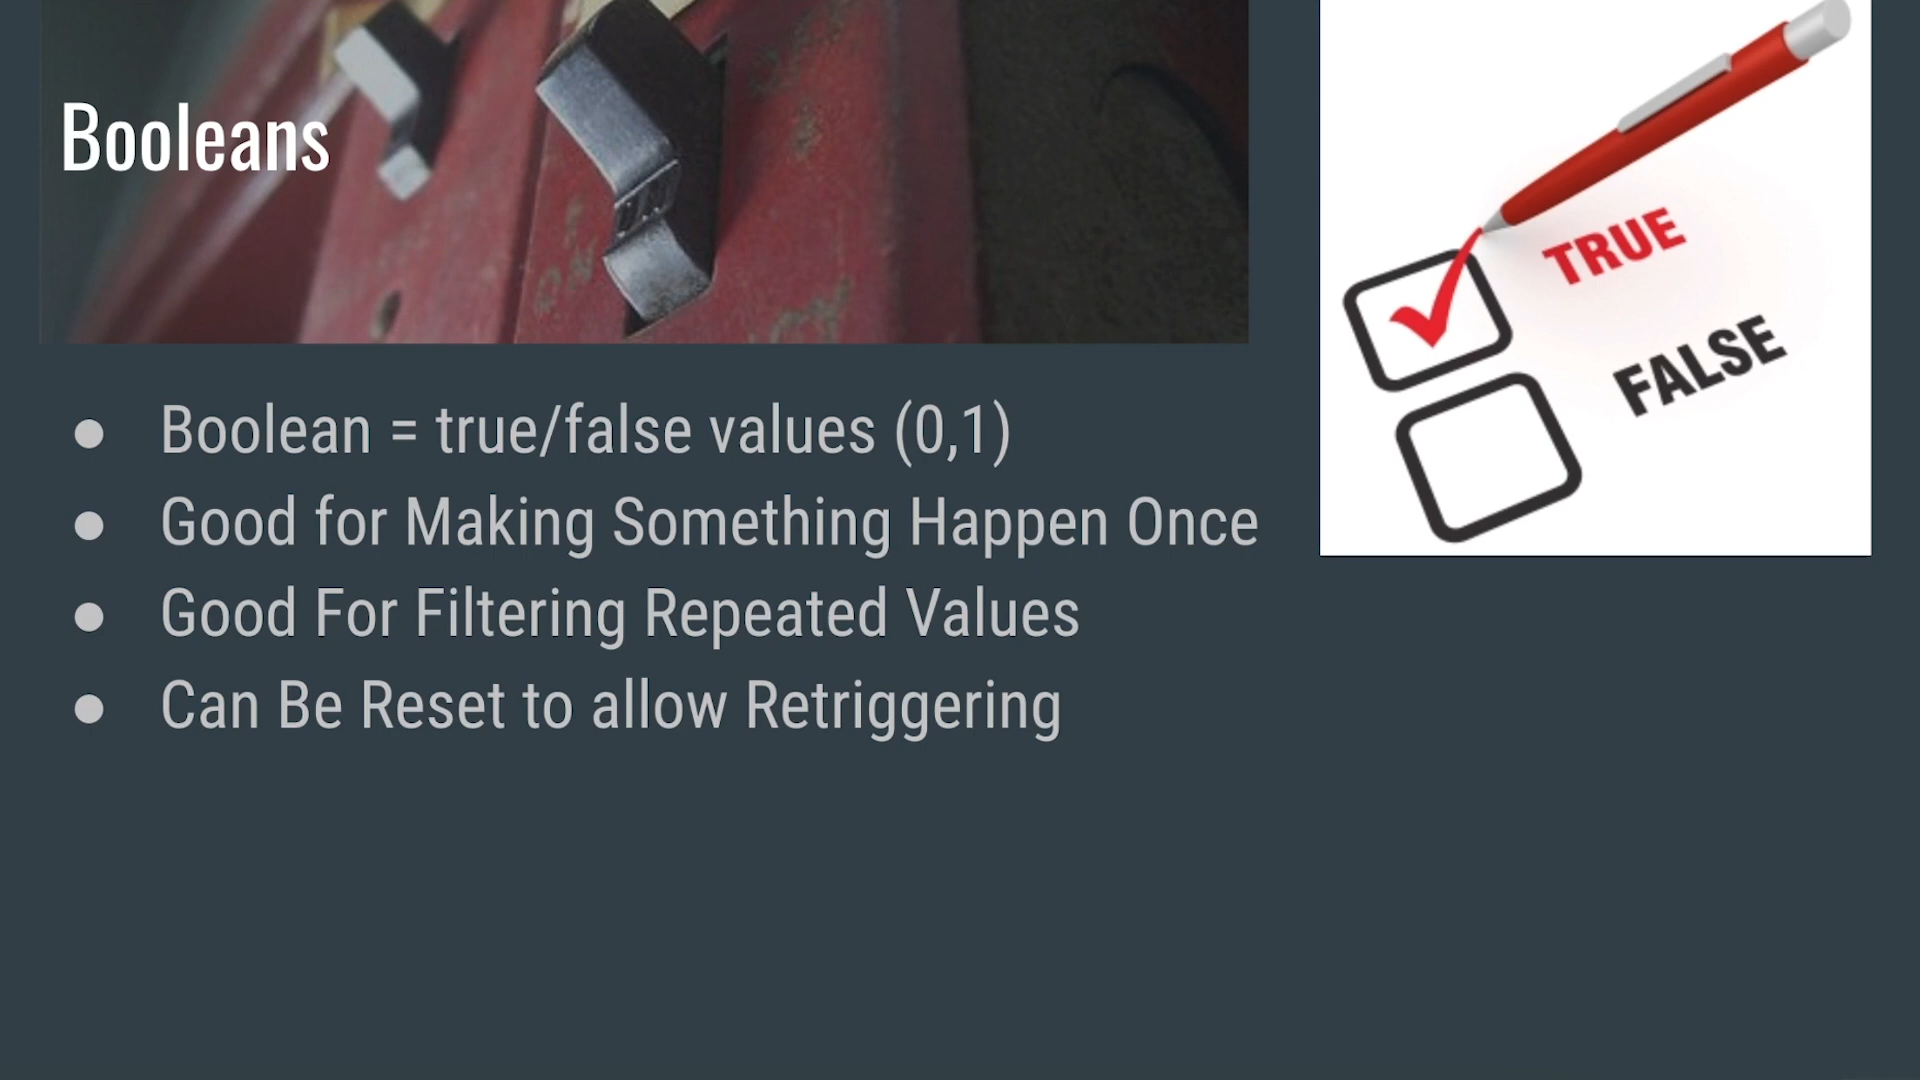 Booleans
TRUE
FALSE
● Boolean = true/false values (0,1)
● Good for Making Something Happen Once
● Good For Filtering Repeated Values
● Can Be Reset to allow Retriggering